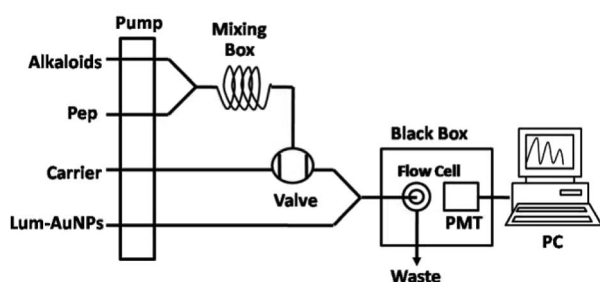 Pump
Mixing
Box
Alkaloids
Pep
Carrier
Valve
Lum-AuNPs
Black Box
Flow Cell
PMT
PC
Waste